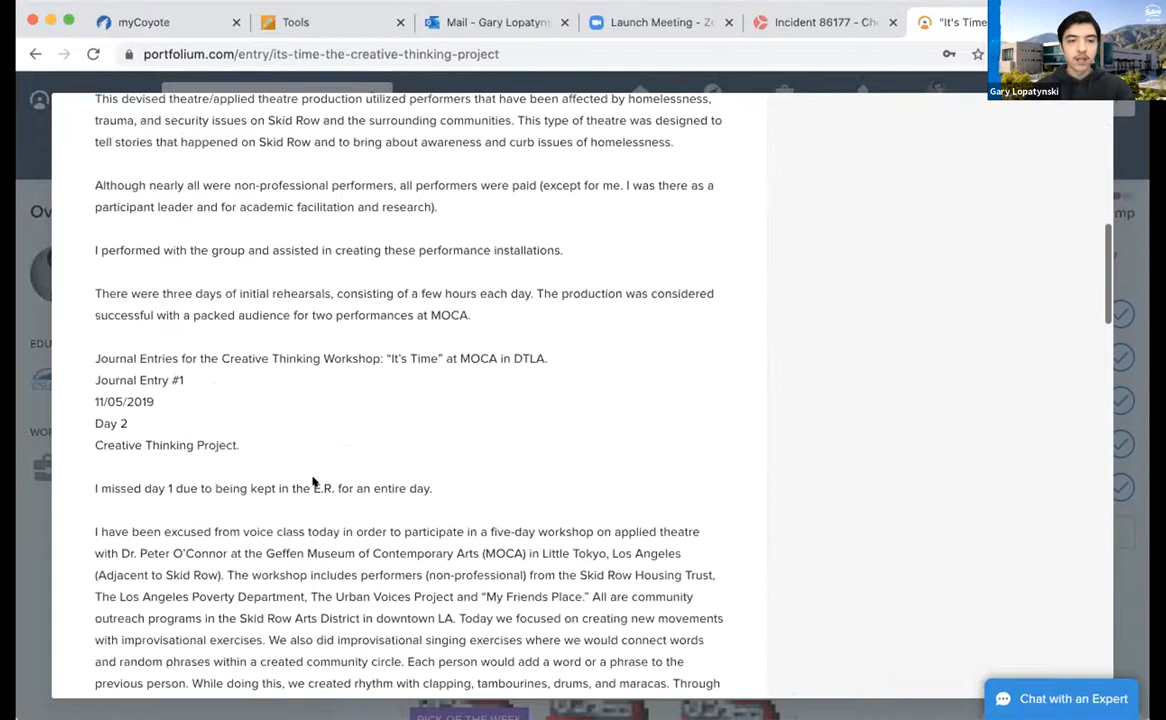 myCoyote
Tools
Mail - Gary Lopatyns
Launch Meeting - Ze
Incident 86177 - Che
"It's Time
portfolium.com/entry/its-time-the-creative-thinking-project
Gary Lopatynski
This devised theatre/applied theatre production utilized performers that have been affected by homelessness,
trauma, and security issues on Skid Row and the surrounding communities. This type of theatre was designed to
tell stories that happened on Skid Row and to bring about awareness and curb issues of homelessness.
Although nearly all were non-professional performers, all performers were paid (except for me. I was there as a
participant leader and for academic facilitation and research).
I performed with the group and assisted in creating these performance installations.
There were three days of initial rehearsals, consisting of a few hours each day. The production was considered
successful with a packed audience for two performances at MOCA.
Journal Entries for the Creative Thinking Workshop: “It’s Time” at MOCA in DTLA.
Journal Entry #1
11/05/2019
Day 2
Creative Thinking Project.
I missed day 1 due to being kept in the E.R. for an entire day.
I have been excused from voice class today in order to participate in a five-day workshop on applied theatre
with Dr. Peter O’Connor at the Geffen Museum of Contemporary Arts (MOCA) in Little Tokyo, Los Angeles
(Adjacent to Skid Row). The workshop includes performers (non-professional) from the Skid Row Housing Trust,
The Los Angeles Poverty Department, The Urban Voices Project and “My Friends Place.” All are community
outreach programs in the Skid Row Arts District in downtown LA. Today we focused on creating new movements
with improvisational exercises. We also did improvisational singing exercises where we would connect words
and random phrases within a created community circle. Each person would add a word or a phrase to the
previous person. While doing this, we created rhythm with clapping, tambourines, drums, and maracas. Through
Ov
EDU
WOR
mp
Chat with an Expert
PICK OF THE WEEK